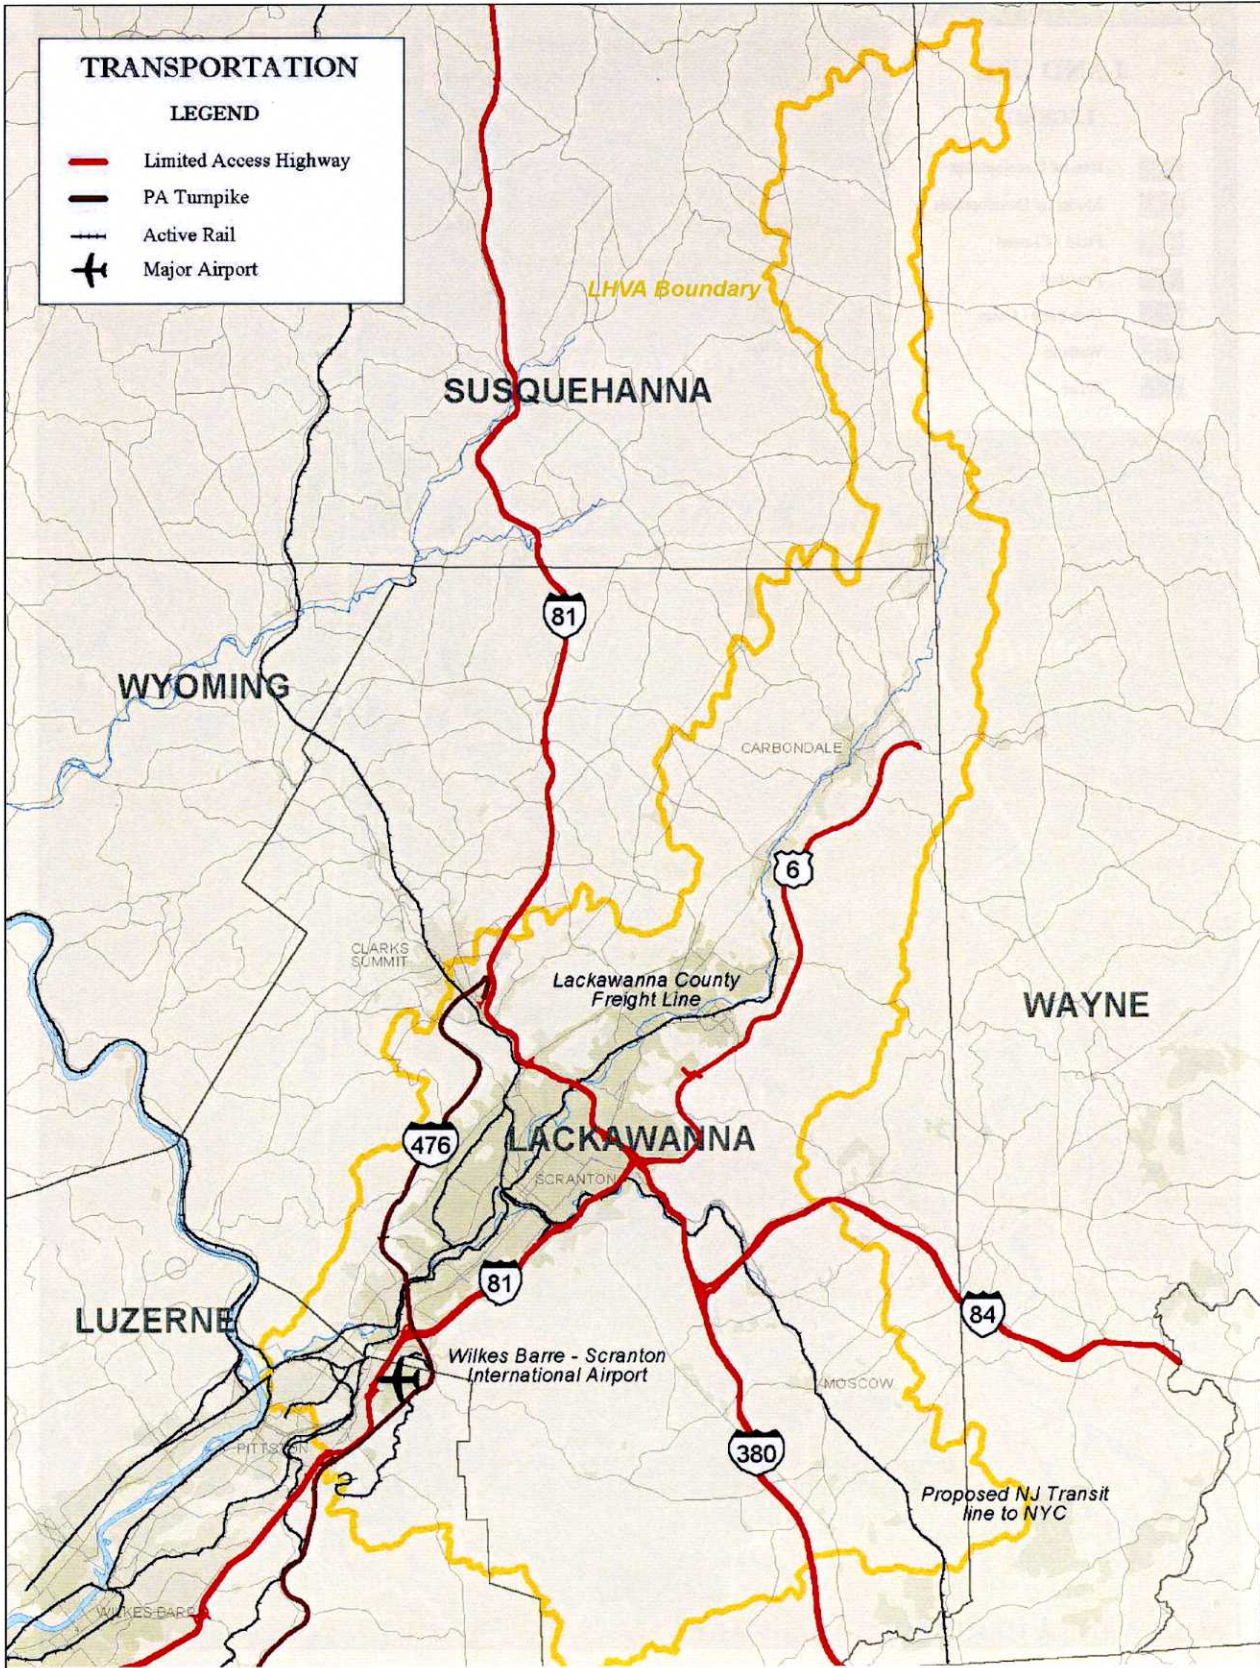 TRANSPORTATION
LEGEND
Limited Access Highway
PA Turnpike
Active Rail
Major Airport
LHVA Boundary
SUSQUEHANNA
81
WYOMING
CARBONDALE
6
CLARKS
SUMMIT
Lackawanna County
Freight Line
WAYNE
476
LACKAWANNA
SCRANTON
81
LUZERNE
84
Wilkes Barre - Scranton
International Airport
MOSCOW
PITTSTON
380
Proposed NJ Transit
line to NYC
WILKES BARRE